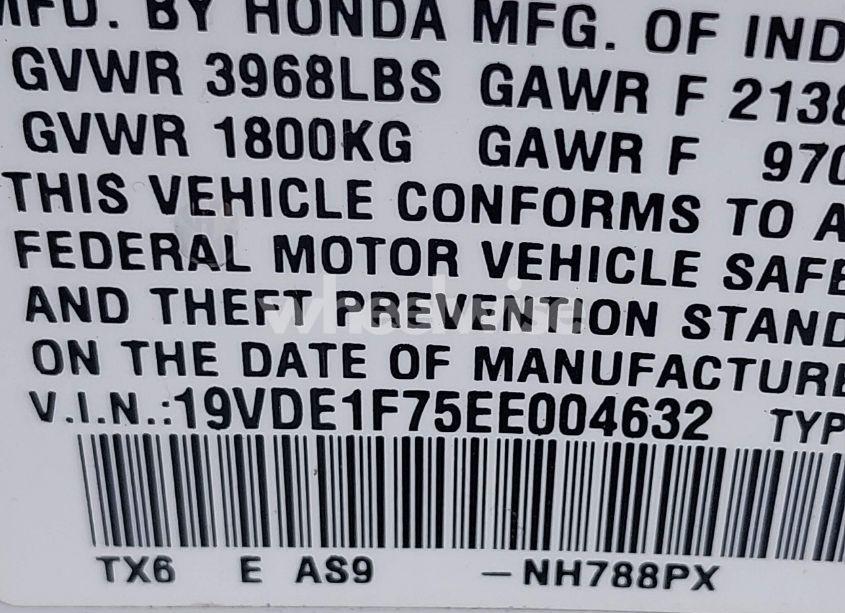 MFD. BY HONDA MFG. OF IND
GVWR 3968LBS GAWR F 2138
GVWR 1800KG GAWR F 970
THIS VEHICLE CONFORMS TO A
FEDERAL MOTOR VEHICLE SAFE
AND THEFT PREVENTION STAND
wheelwise
ON THE DATE OF MANUFACTURE
V.I.N.:19VDE1F75EE004632 TYP
TX6 E AS9 -NH788PX